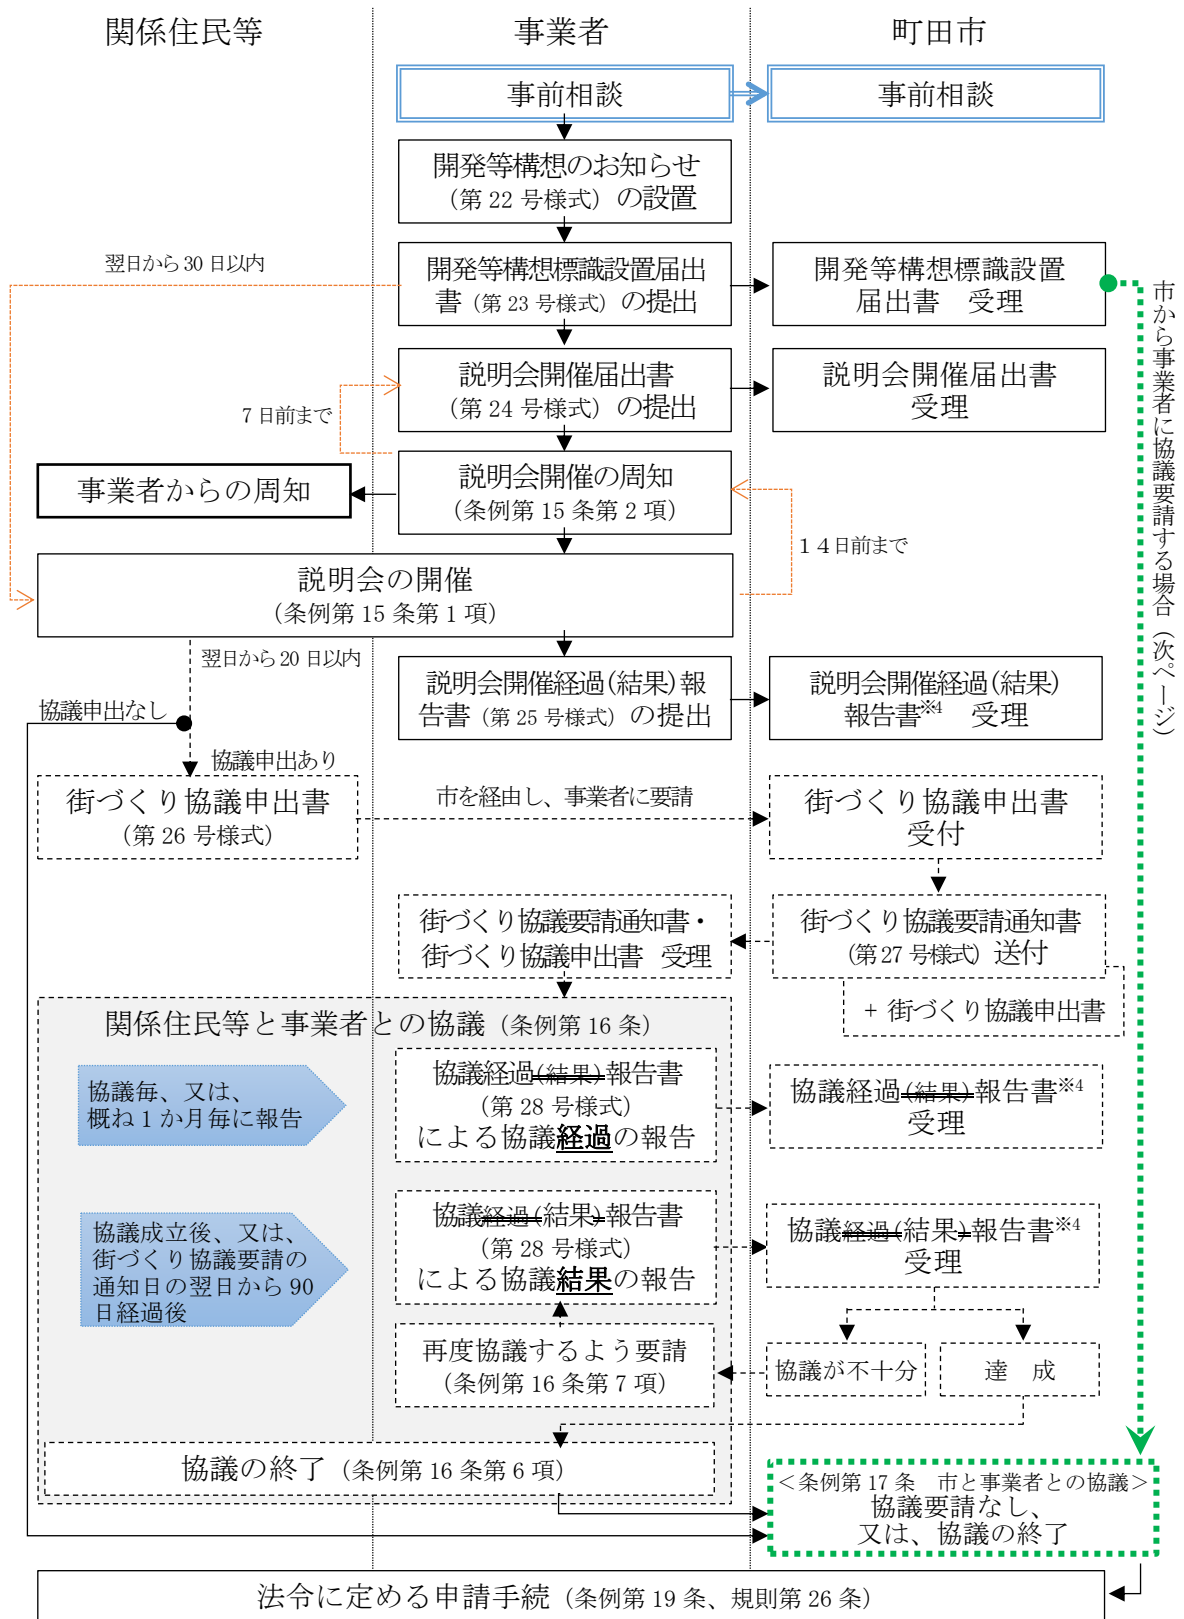 関係住民等
事業者
町田市
事前相談
事前相談
開発等構想のお知らせ
（第 22 号様式）の設置
翌日から 30 日以内
開発等構想標識設置届出
書（第 23 号様式）の提出
開発等構想標識設置
届出書　受理
市から事業者に協議要請する場合（次ページ）
説明会開催届出書
（第 24 号様式）の提出
説明会開催届出書
受理
7 日前まで
事業者からの周知
説明会開催の周知
（条例第 15 条第 2 項）
１４日前まで
説明会の開催
（条例第 15 条第 1 項）
翌日から 20 日以内
説明会開催経過(結果)報
告書（第 25 号様式）の提出
説明会開催経過(結果)
報告書※4　受理
協議申出なし
協議申出あり
街づくり協議申出書
（第 26 号様式）
市を経由し、事業者に要請
街づくり協議申出書
受付
街づくり協議要請通知書・
街づくり協議申出書 受理
街づくり協議要請通知書
（第 27 号様式）送付
+ 街づくり協議申出書
関係住民等と事業者との協議（条例第 16 条）
協議毎、又は、
概ね 1 か月毎に報告
協議経過(結果)報告書
（第 28 号様式）
による協議経過の報告
協議経過(結果)報告書※4
受理
協議成立後、又は、
街づくり協議要請の
通知日の翌日から 90
日経過後
協議経過(結果)報告書
（第 28 号様式）
による協議結果の報告
協議経過(結果)報告書※4
受理
再度協議するよう要請
（条例第 16 条第 7 項）
協議が不十分
達　成
協議の終了（条例第 16 条第 6 項）
＜条例第 17 条　市と事業者との協議＞
協議要請なし、
又は、協議の終了
法令に定める申請手続（条例第 19 条、規則第 26 条）